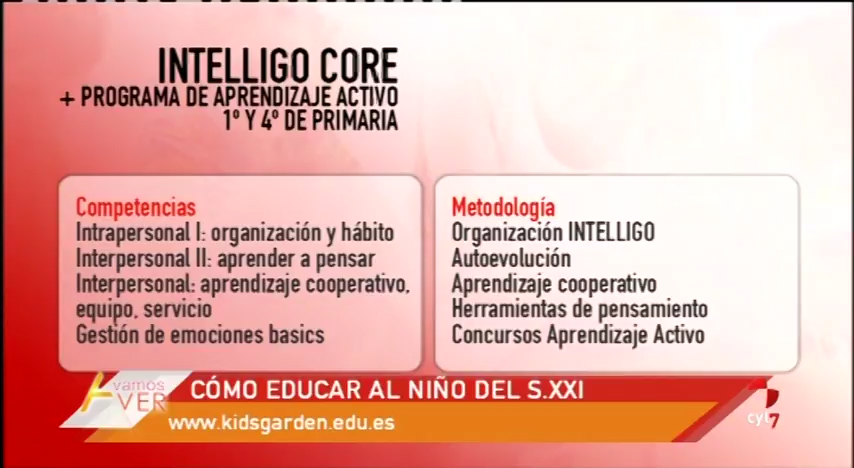 INTELLIGO CORE
+ PROGRAMA DE APRENDIZAJE ACTIVO
1º Y 4º DE PRIMARIA
Competencias
Intrapersonal I: organización y hábito
Interpersonal II: aprender a pensar
Interpersonal: aprendizaje cooperativo,
equipo, servicio
Gestión de emociones basics
Metodología
Organización INTELLIGO
Autoevolución
Aprendizaje cooperativo
Herramientas de pensamiento
Concursos Aprendizaje Activo
vamos
A VER
CÓMO EDUCAR AL NIÑO DEL S.XXI
www.kidsgarden.edu.es
cyl7